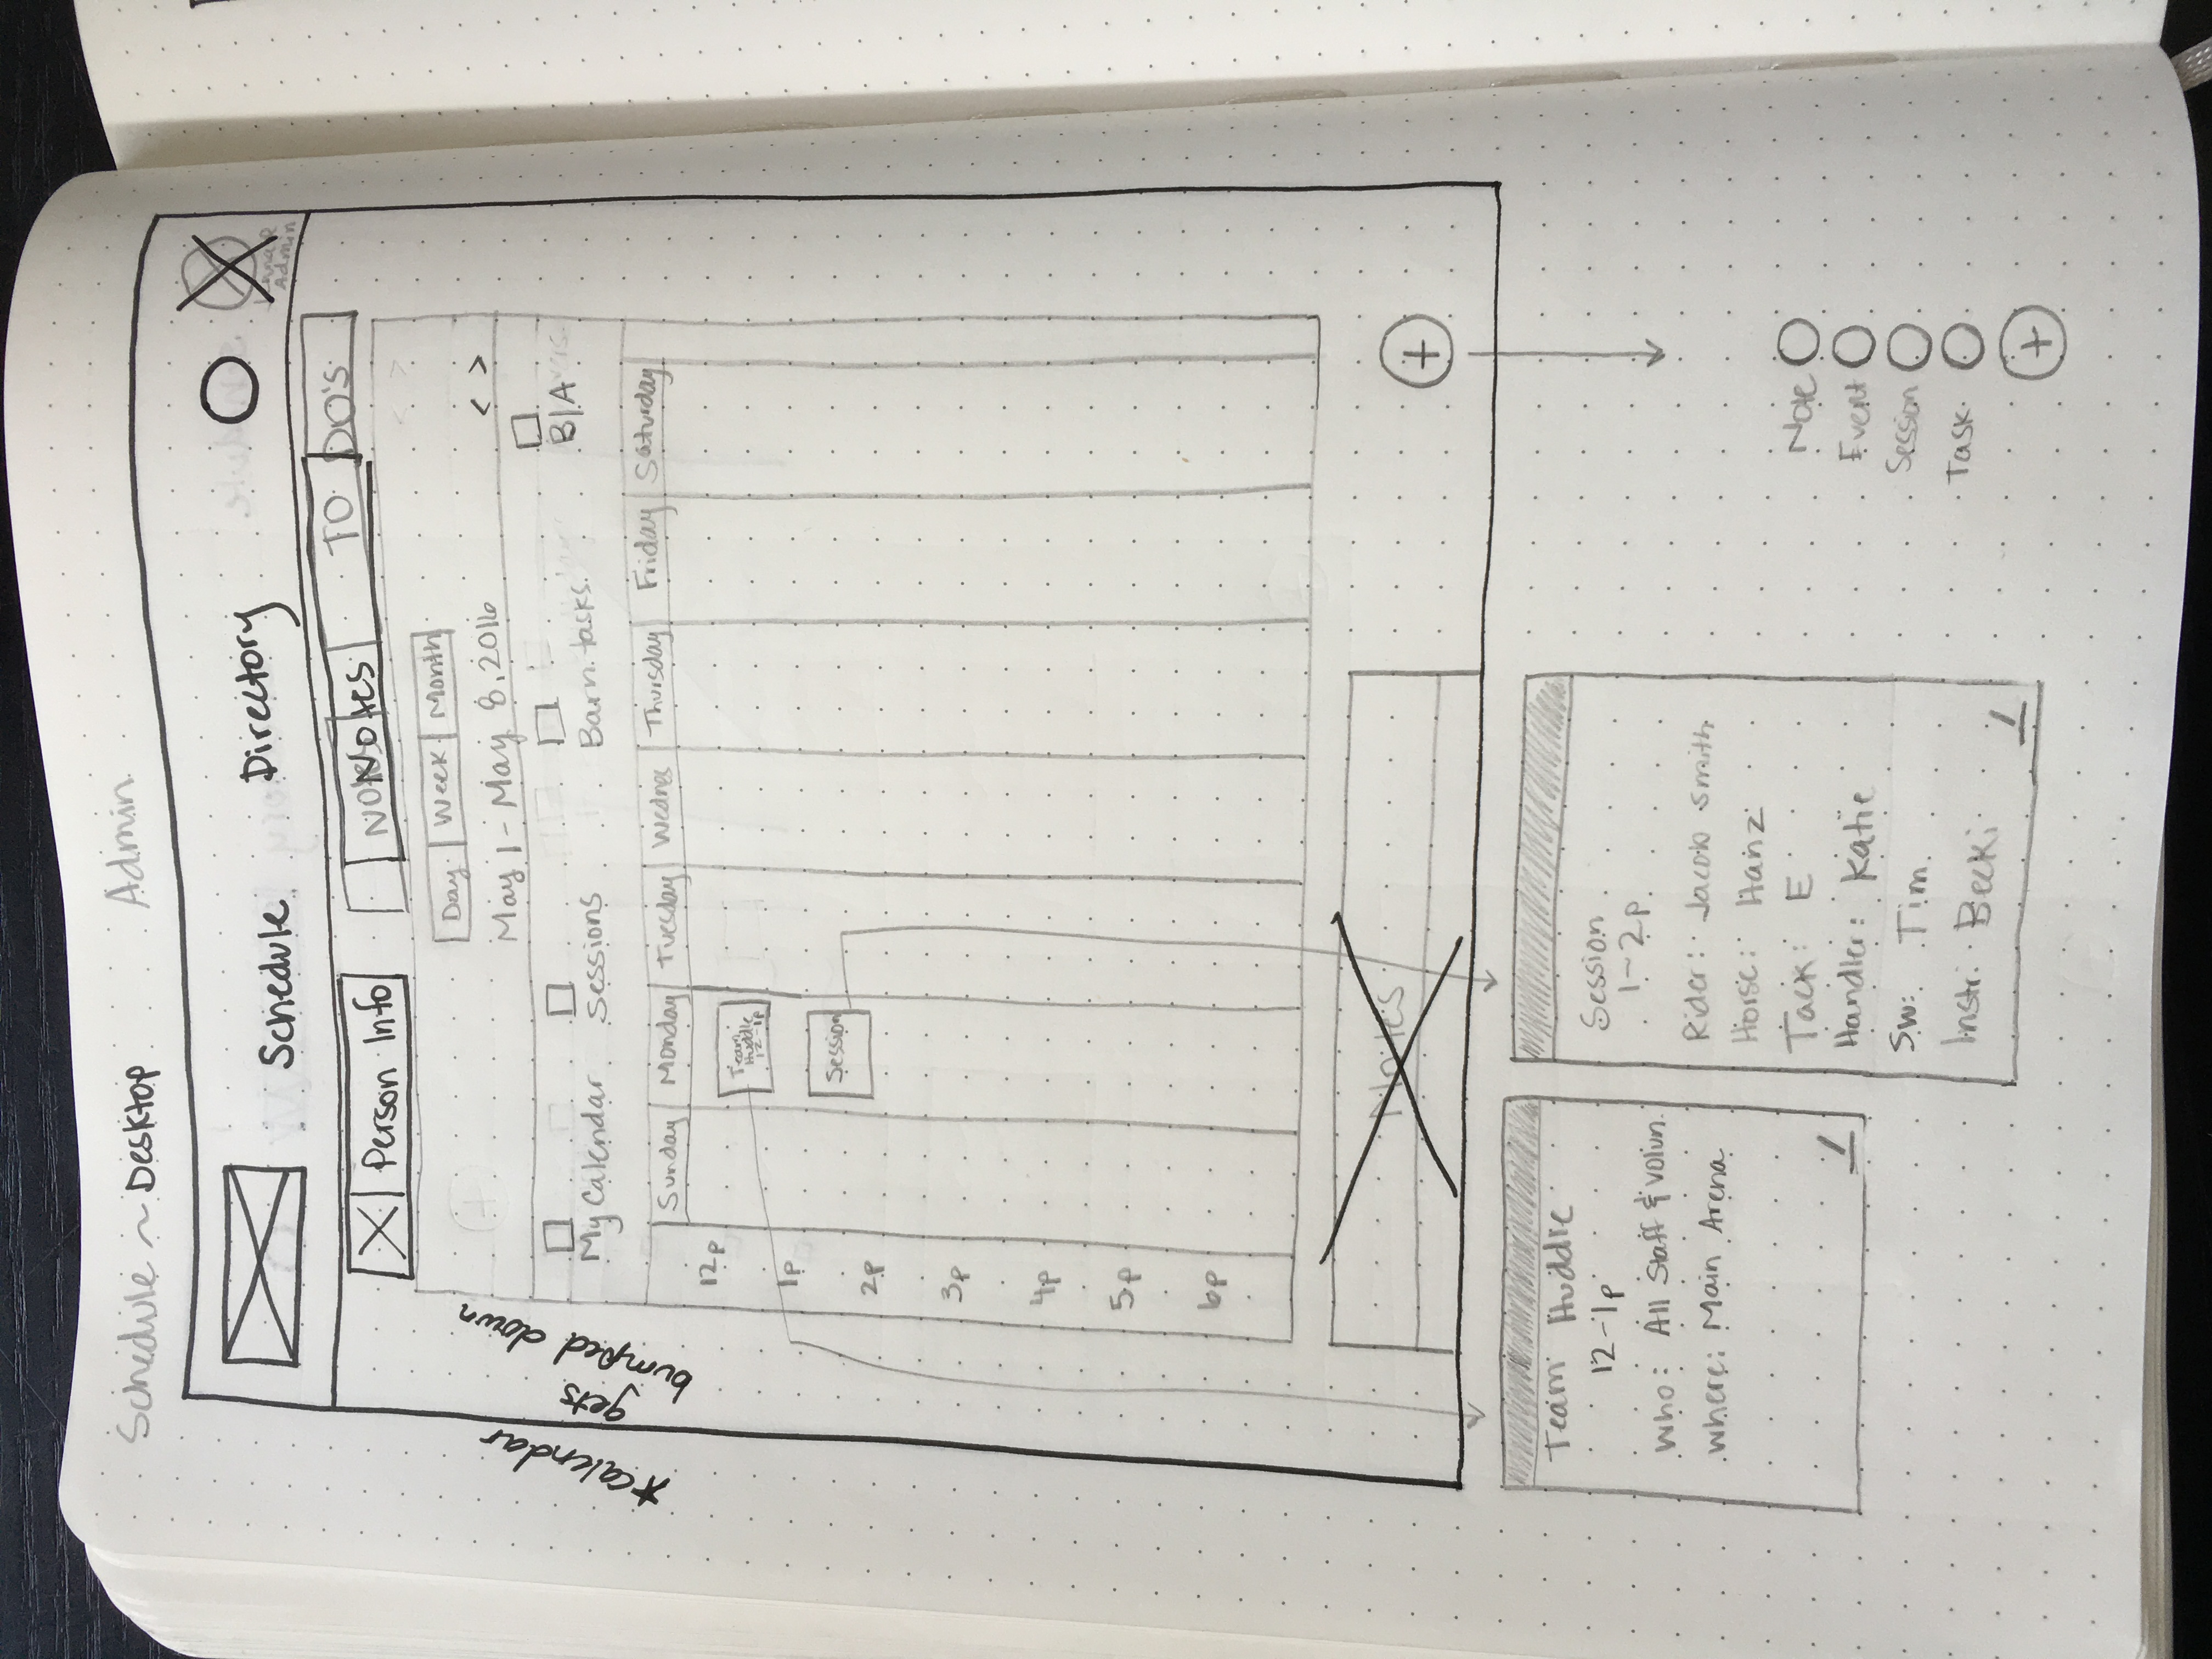 Schedule ~ Desktop Admin
Schedule Directory
Admin
Person Info Notes Notes TO DO's
Day Week Month
< >
May 1 - May 8, 2016 < >
My Calendar Sessions Barn tasks B|A
*calendar
gets
bumped down
Sunday Monday Tuesday Wednes Thursday Friday Saturday
12p
Team
Huddle
12-1p
1p
Session
2p
3p
4p
5p
6p
Notes
+
Team Huddle
12-1p
who: All Staff & volun.
where: Main Arena
Session
1-2p
Rider: Jacob Smith
Horse: Hanz
Tack: E
Handler: Katie
SW: Tim
Instr. Becki
Note
Event
Session
Task
+